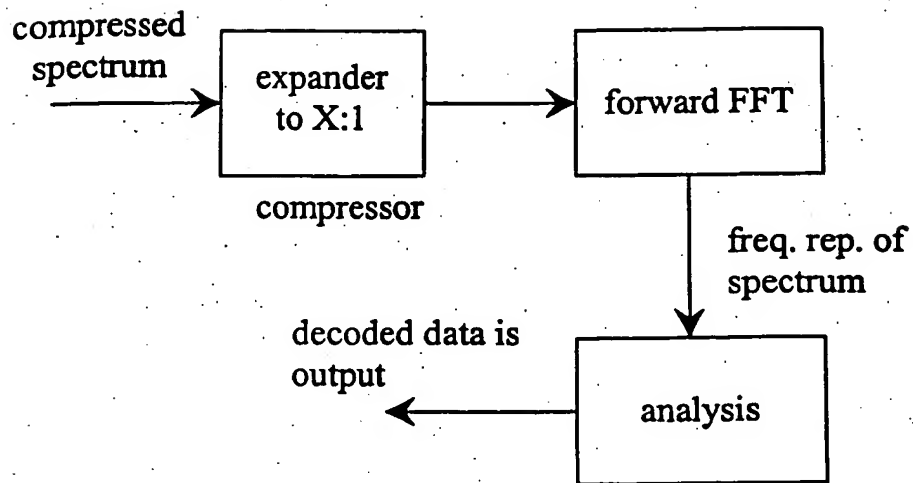 compressed
spectrum
expander
to X:1
compressor
forward FFT
freq. rep. of
spectrum
decoded data is
output
analysis